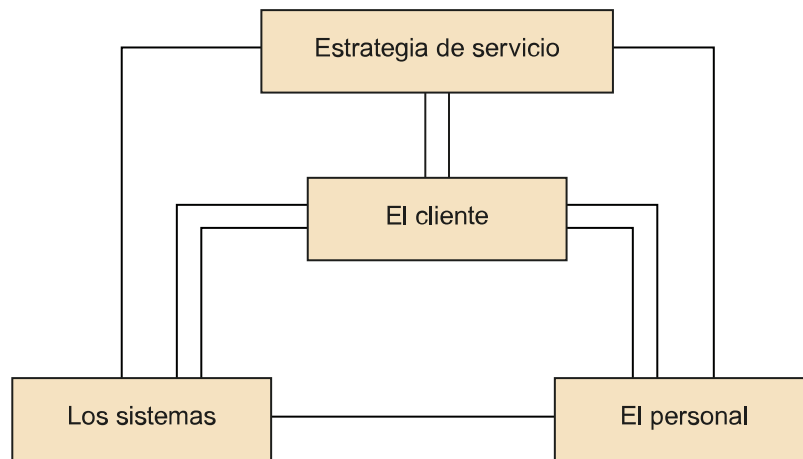 Estrategia de servicio
El cliente
Los sistemas
El personal